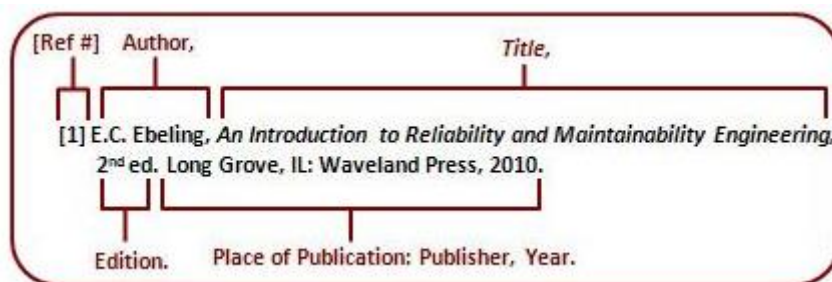 [Ref #] Author, Title,
[1] E.C. Ebeling, An Introduction to Reliability and Maintainability Engineering,
2nd ed. Long Grove, IL: Waveland Press, 2010.
Edition. Place of Publication: Publisher, Year.